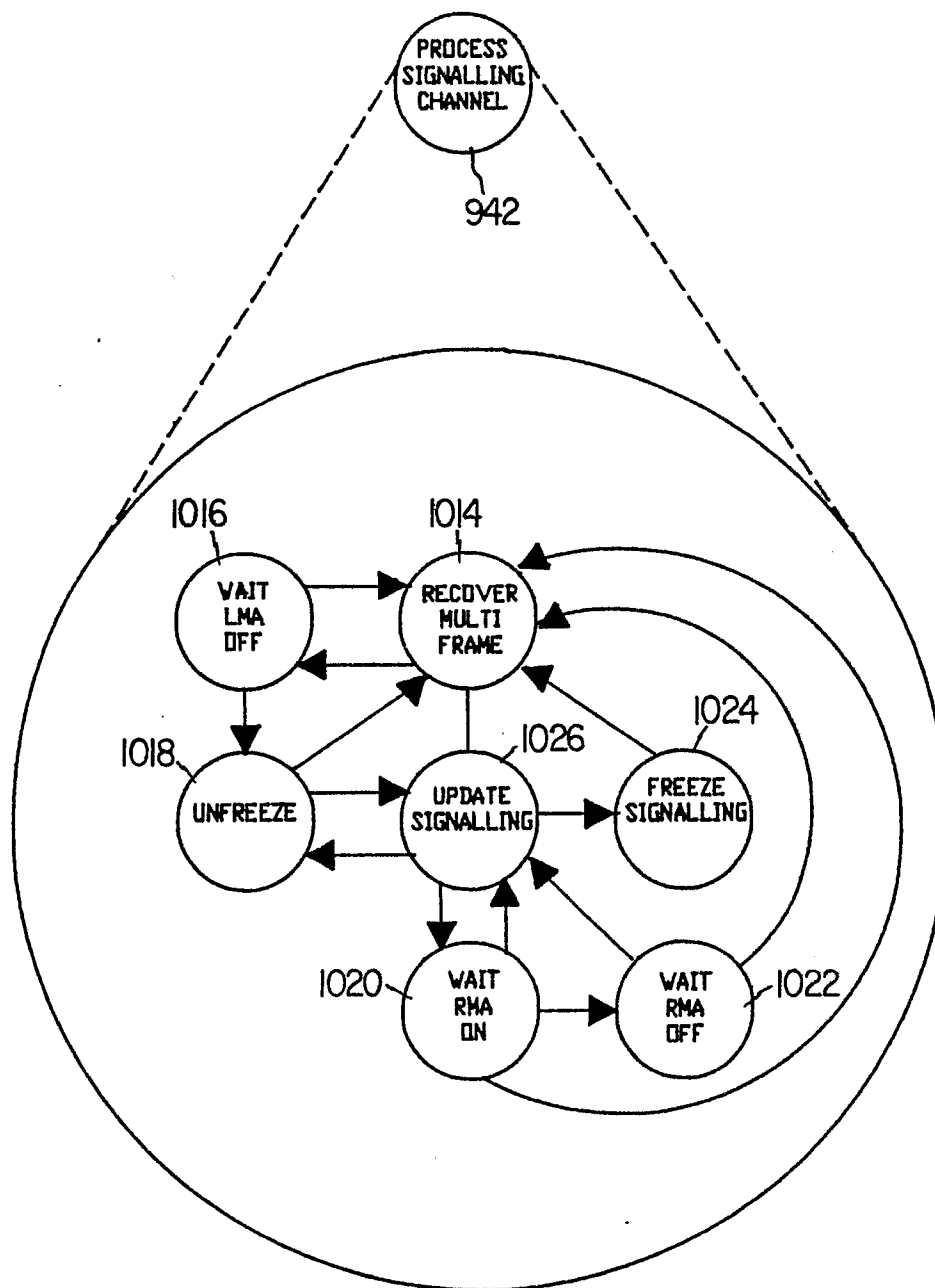 PROCESS
SIGNALLING
CHANNEL
942
1016
1014
WAIT
LMA
OFF
RECOVER
MULTI
FRAME
1018
1026
1024
UNFREEZE
UPDATE
SIGNALLING
FREEZE
SIGNALLING
1020
WAIT
RMA
ON
WAIT
RMA
OFF
1022